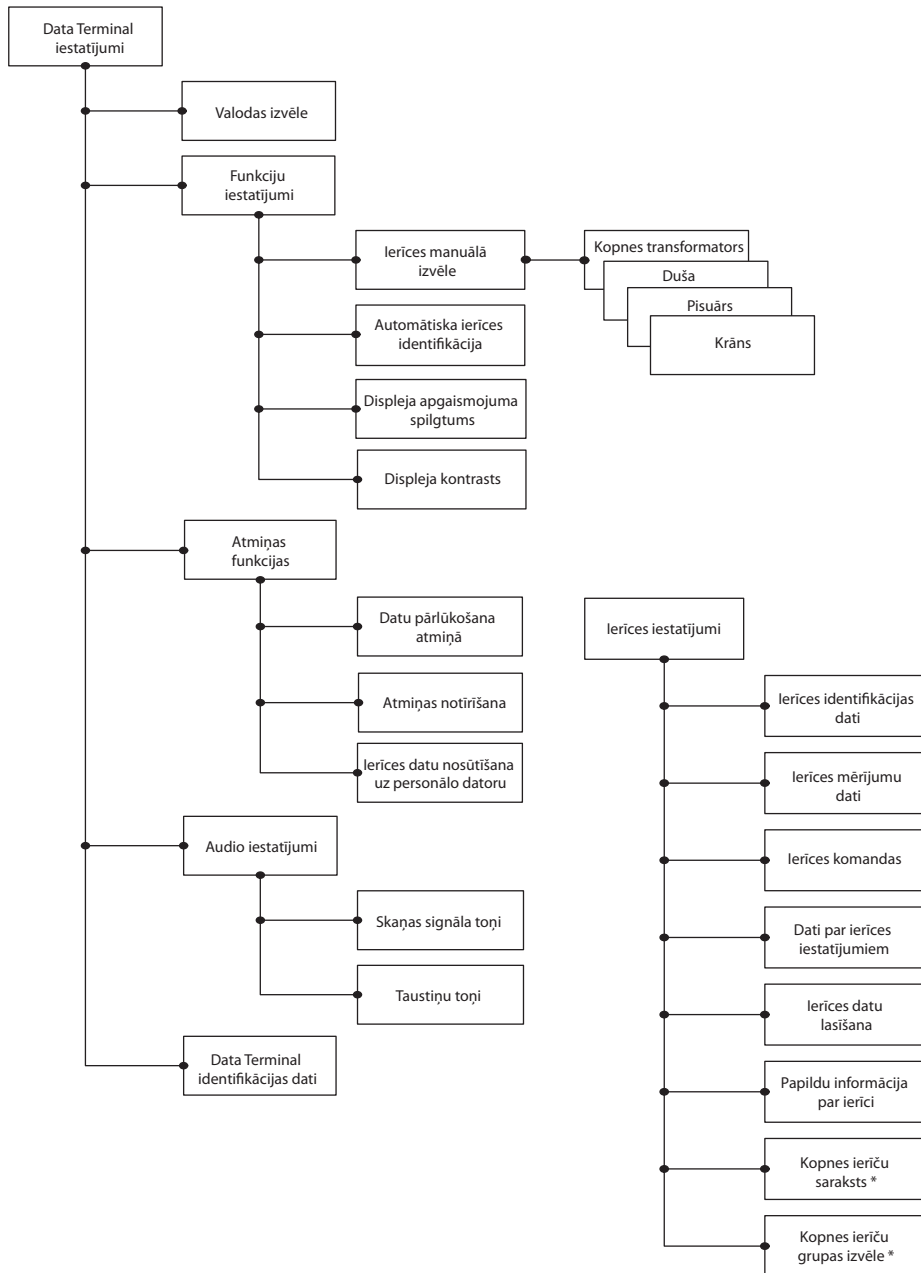 Data Terminal
iestatījumi
Valodas izvēle
Funkciju
iestatījumi
Ierīces manuālā
izvēle
Kopnes transformators
Duša
Pisuārs
Krāns
Automātiska ierīces
identifikācija
Displeja apgaismojuma
spilgtums
Displeja kontrasts
Atmiņas
funkcijas
Datu pārlūkošana
atmiņā
Atmiņas notīrīšana
Ierīces datu nosūtīšana
uz personālo datoru
Audio iestatījumi
Skaņas signāla toņi
Taustiņu toņi
Data Terminal
identifikācijas dati
Ierīces iestatījumi
Ierīces identifikācijas
dati
Ierīces mērījumu
dati
Ierīces komandas
Dati par ierīces
iestatījumiem
Ierīces datu
lasīšana
Papildu informācija
par ierīci
Kopnes ierīču
saraksts *
Kopnes ierīču
grupas izvēle *